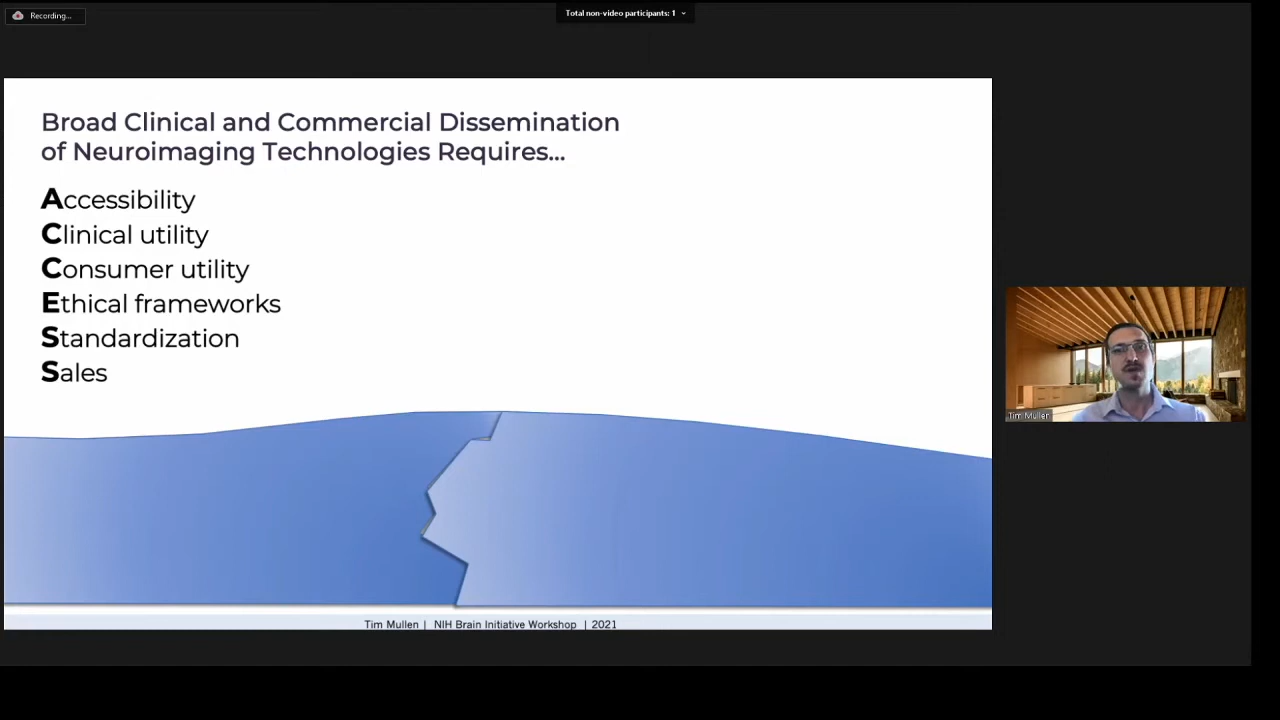 Recording...
Total non-video participants: 1
Broad Clinical and Commercial Dissemination
of Neuroimaging Technologies Requires...
Accessibility
Clinical utility
Consumer utility
Ethical frameworks
Standardization
Sales
Tim Mullen
Tim Mullen | NIH Brain Initiative Workshop | 2021